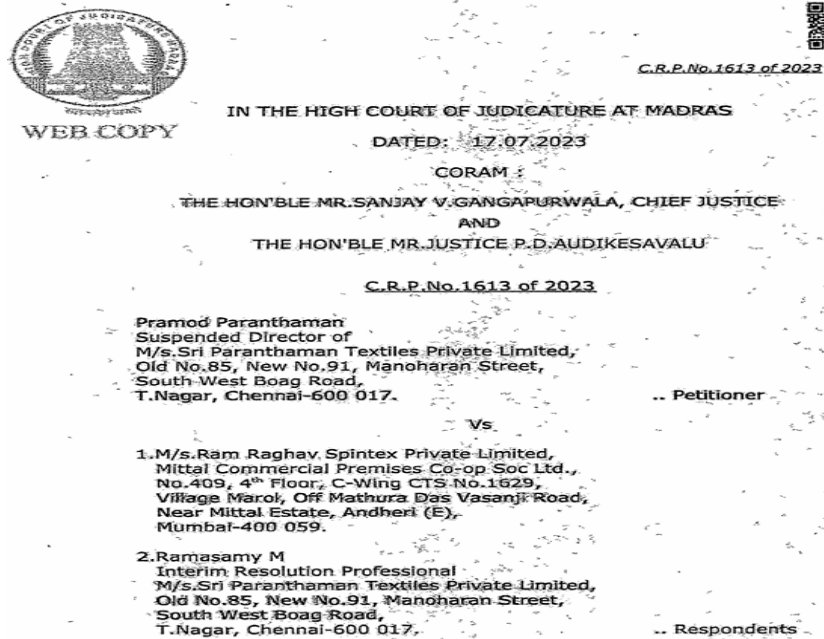 C.R.P.No.1613 of 2023
WEB COPY
IN THE HIGH COURT OF JUDICATURE AT MADRAS
DATED: 17.07.2023
CORAM :
THE HON'BLE MR.SANJAY V.GANGAPURWALA, CHIEF JUSTICE
AND
THE HON'BLE MR.JUSTICE P.D.AUDIKESAVALU
C.R.P.No.1613 of 2023
Pramod Paranthaman
Suspended Director of
M/s.Sri Paranthaman Textiles Private Limited,
Old No.85, New No.91, Manoharan Street,
South West Boag Road,
T.Nagar, Chennai-600 017. .. Petitioner
Vs
1.M/s.Ram Raghav Spintex Private Limited,
Mittal Commercial Premises Co-op Soc Ltd.,
No.409, 4th Floor, C-Wing CTS No.1629,
Village Marol, Off Mathura Das Vasanji Road,
Near Mittal Estate, Andheri (E),
Mumbai-400 059.
2.Ramasamy M
Interim Resolution Professional
M/s.Sri Paranthaman Textiles Private Limited,
Old No.85, New No.91, Manoharan Street,
South West Boag Road,
T.Nagar, Chennai-600 017. .. Respondents